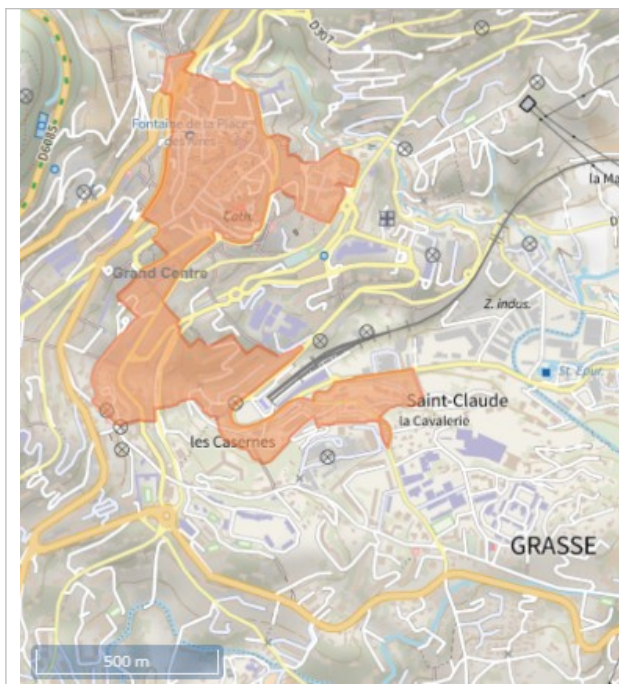 D307
Fontaine de la Place
des Aires
D6085
la Ma
Cath.
D
Grand Centre
Z. indus.
St. Epur.
Saint-Claude
la Cavalerie
les Casernes
GRASSE
500 m